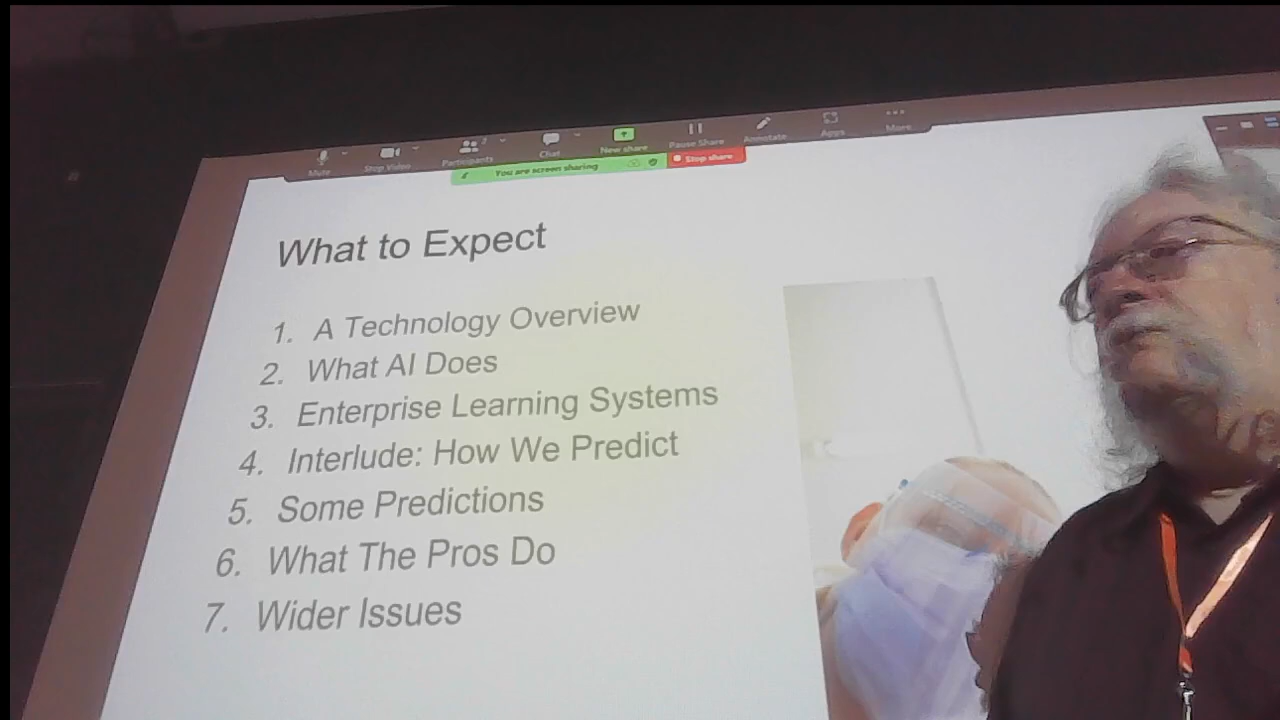 Mute
Stop Video
Participants
7
Chat
New share
Pause Share
Annotate
Apps
More
You are screen sharing
Stop share
What to Expect
1. A Technology Overview
2. What AI Does
3. Enterprise Learning Systems
4. Interlude: How We Predict
5. Some Predictions
6. What The Pros Do
7. Wider Issues